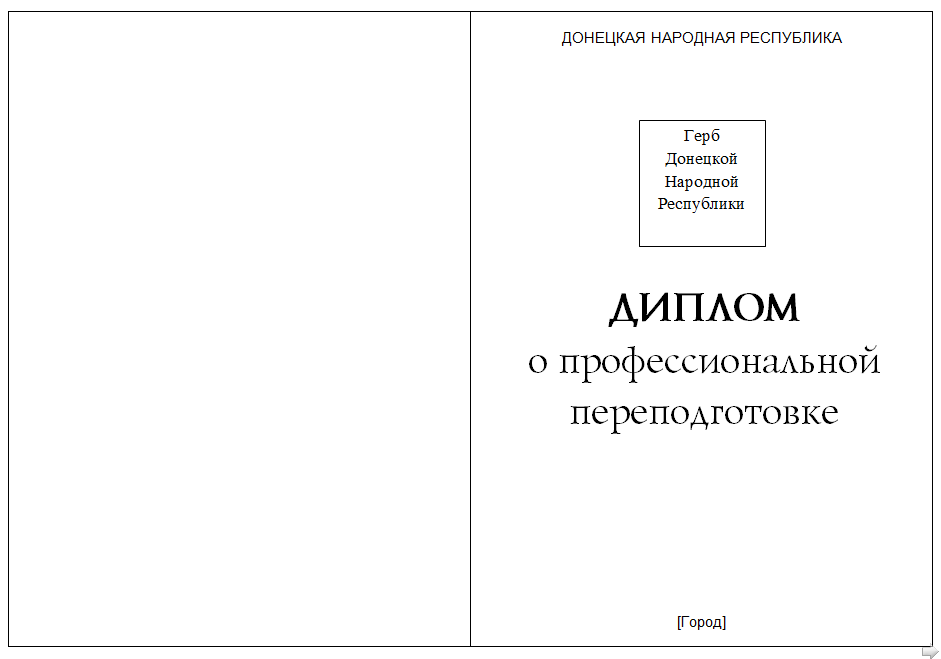 ДОНЕЦКАЯ НАРОДНАЯ РЕСПУБЛИКА
Герб
Донецкой
Народной
Республики
ДИПЛОМ
о профессиональной
переподготовке
[Город]